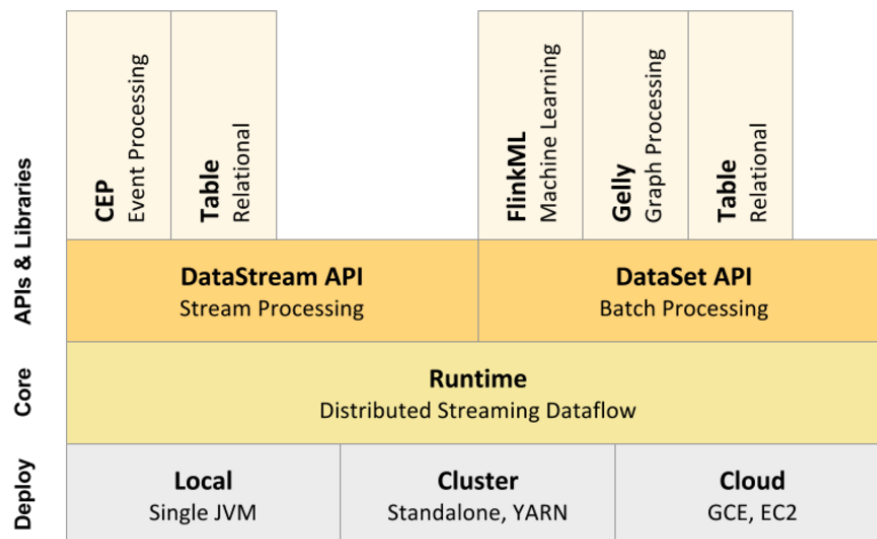 CEP
Event Processing
Table
Relational
FlinkML
Machine Learning
Gelly
Graph Processing
Table
Relational
APIs & Libraries
DataStream API
Stream Processing
DataSet API
Batch Processing
Core
Runtime
Distributed Streaming Dataflow
Deploy
Local
Single JVM
Cluster
Standalone, YARN
Cloud
GCE, EC2